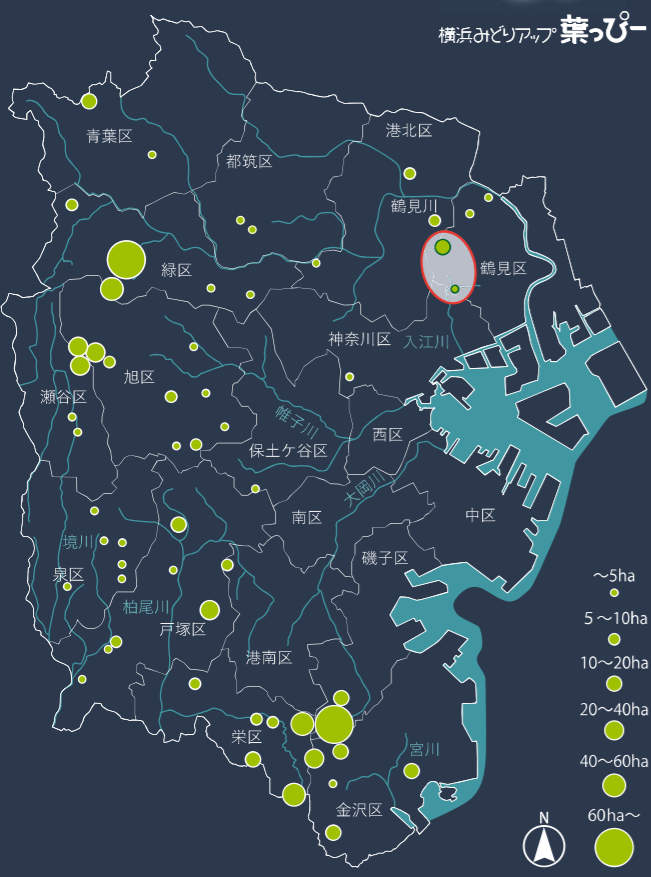 横浜みどりアップ 葉っぴー
港北区
青葉区
都筑区
鶴見川
鶴見区
緑区
神奈川区
入江川
旭区
瀬谷区
帷子川
西区
保土ケ谷区
大岡川
南区
中区
境川
磯子区
泉区
柏尾川
戸塚区
港南区
栄区
宮川
金沢区
〜5ha
5〜10ha
10〜20ha
20〜40ha
40〜60ha
60ha〜
N